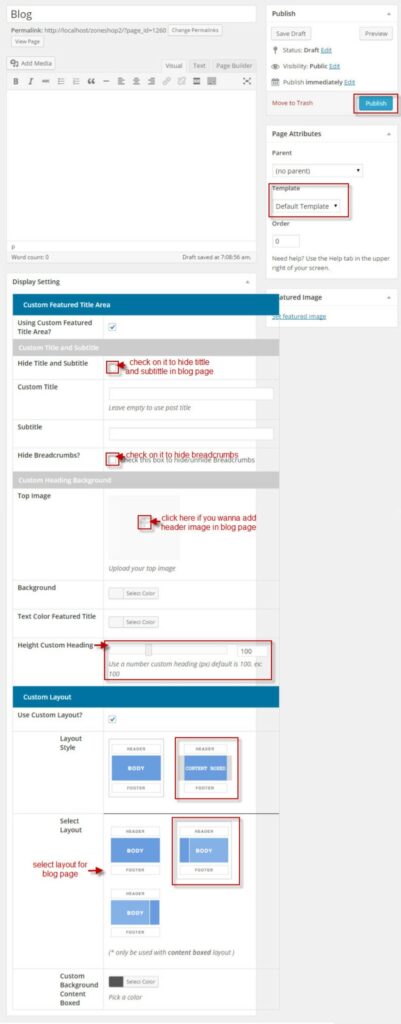 Blog
Permalink: http://localhost/zoneshop2/?page_id=1260 Change Permalinks
View Page
Add Media
Visual Text Page Builder
B I ABC
p
Word count: 0 Draft saved at 7:08:56 am.
Publish
Save Draft Preview
Status: Draft Edit
Visibility: Public Edit
Publish immediately Edit
Move to Trash Publish
Page Attributes
Parent
(no parent)
Template
Default Template
Order
0
Need help? Use the Help tab in the upper
right of your screen.
Featured Image
Set featured image
Display Setting
Custom Featured Title Area
Using Custom Featured
Title Area?
Custom Title and Subtitle
Hide Title and Subtitle
check on it to hide tittle
and subtittle in blog page
Custom Title
Leave empty to use post title
Subtitle
Hide Breadcrumbs?
check on it to hide breadcrumbs
Check this box to hide/unhide Breadcrumbs
Custom Heading Background
Top Image
click here if you wanna add
header image in blog page
Upload your top image
Background
Select Color
Text Color Featured Title
Select Color
Height Custom Heading
100
Use a number custom heading (px) default is 100. ex:
100
Custom Layout
Use Custom Layout?
Layout
Style
HEADER HEADER
BODY CONTENT BOXED
FOOTER FOOTER
Select
Layout
HEADER HEADER
BODY BODY
FOOTER FOOTER
select layout for
blog page
HEADER
BODY
FOOTER
(* only be used with content boxed layout )
Custom
Background
Content
Boxed
Select Color
Pick a color